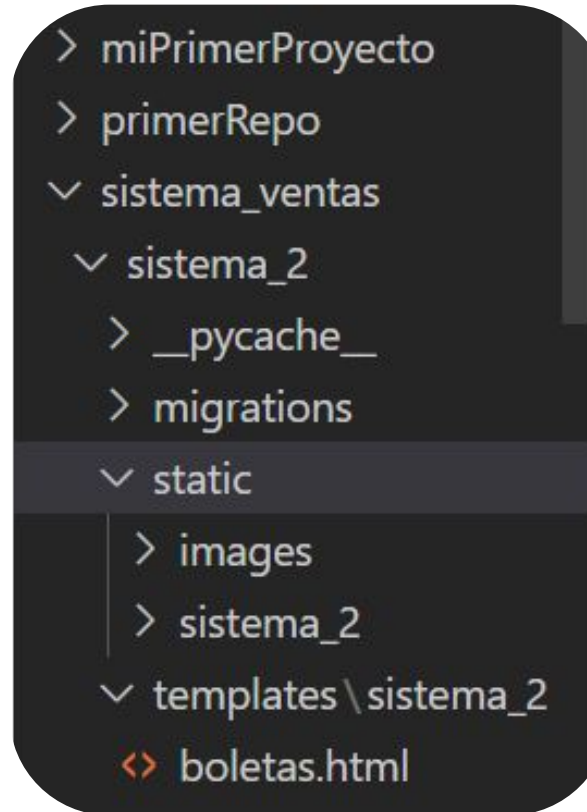 miPrimerProyecto
primerRepo
sistema_ventas
sistema_2
__pycache__
migrations
static
images
sistema_2
templates\sistema_2
<> boletas.html